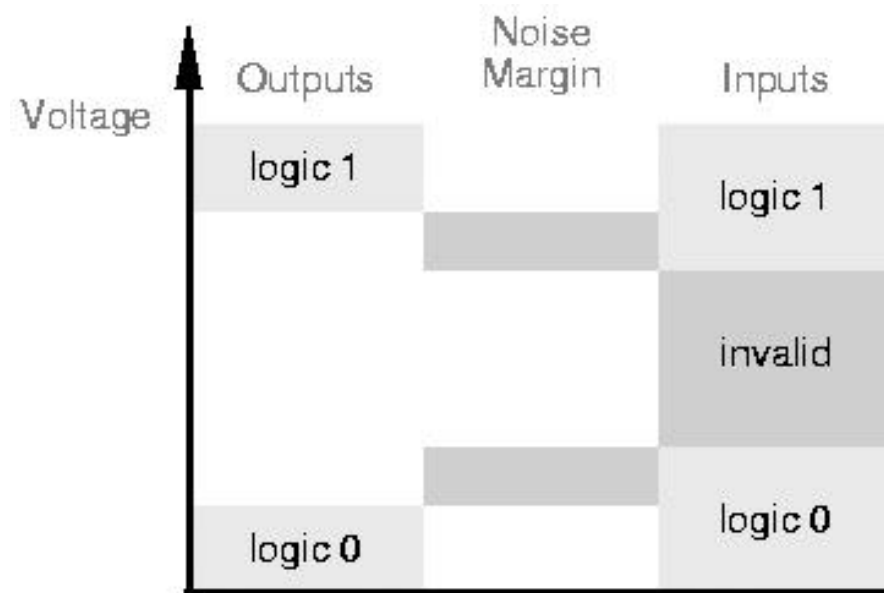 Noise
Margin
Outputs
Inputs
Voltage
logic 1
logic 1
invalid
logic 0
logic 0